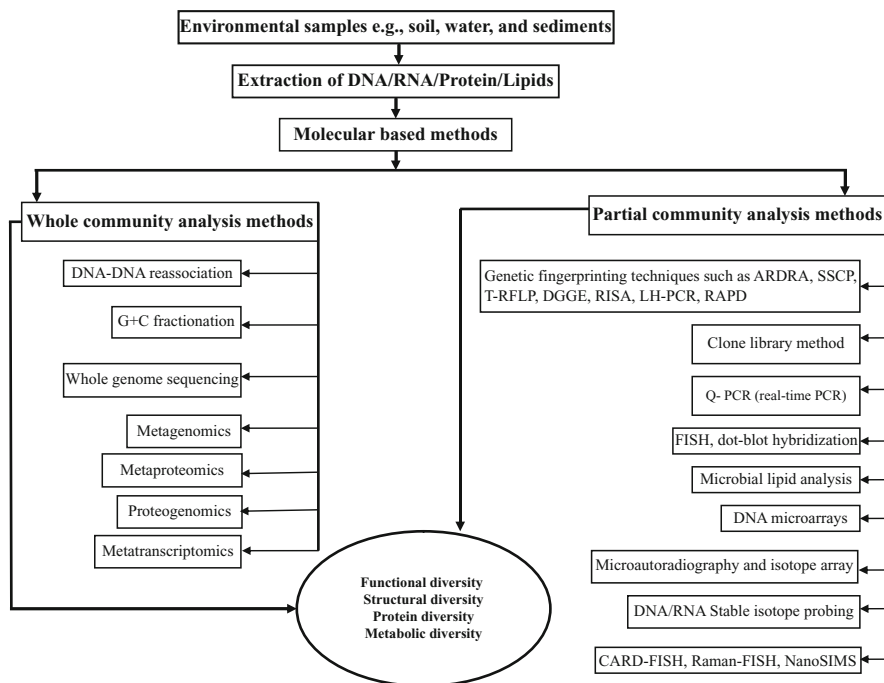 Environmental samples e.g., soil, water, and sediments
Extraction of DNA/RNA/Protein/Lipids
Molecular based methods
Whole community analysis methods
DNA-DNA reassociation
G+C fractionation
Whole genome sequencing
Metagenomics
Metaproteomics
Proteogenomics
Metatranscriptomics
Partial community analysis methods
Genetic fingerprinting techniques such as ARDRA, SSCP,
T-RFLP, DGGE, RISA, LH-PCR, RAPD
Clone library method
Q- PCR (real-time PCR)
FISH, dot-blot hybridization
Microbial lipid analysis
DNA microarrays
Microautoradiography and isotope array
DNA/RNA Stable isotope probing
CARD-FISH, Raman-FISH, NanoSIMS
Functional diversity
Structural diversity
Protein diversity
Metabolic diversity